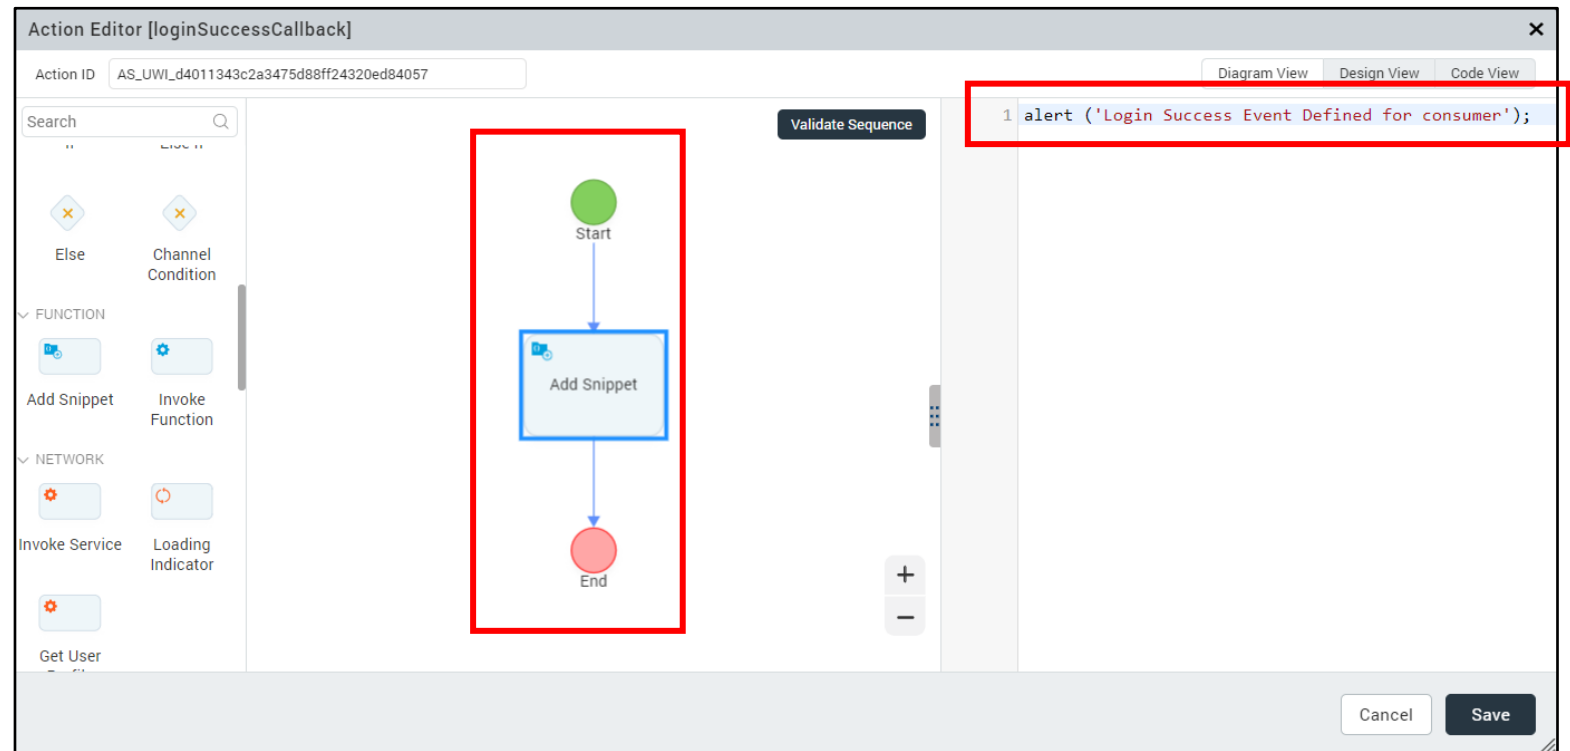 Action Editor [loginSuccessCallback]
Action ID AS_UWI_d4011343c2a3475d88ff24320ed84057
Diagram View Design View Code View
Search
Validate Sequence
1 alert ('Login Success Event Defined for consumer');
Else
Channel
Condition
FUNCTION
Add Snippet
Invoke
Function
NETWORK
Invoke Service
Loading
Indicator
Get User
Start
Add Snippet
End
+
−
Cancel
Save